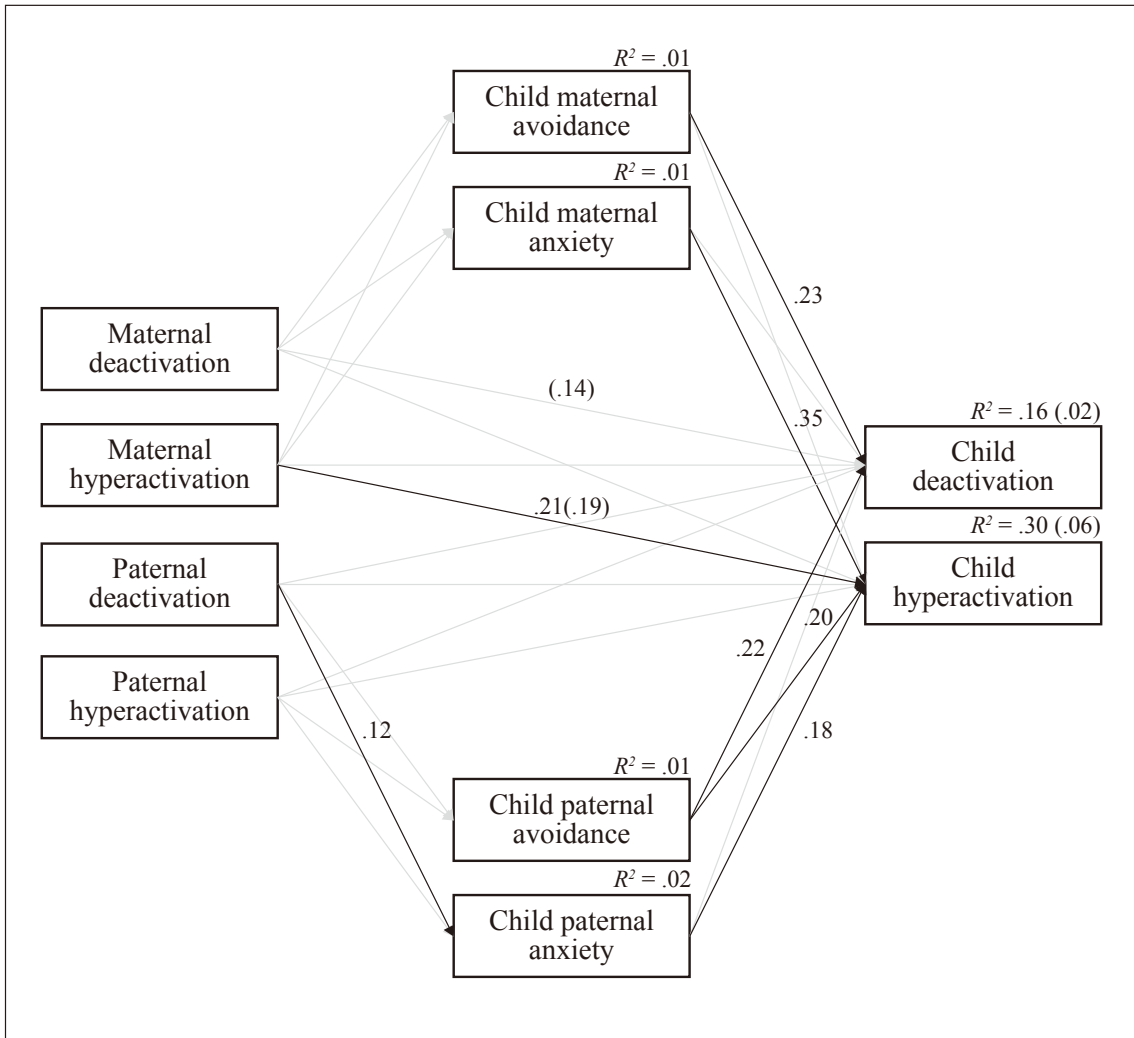 R² = .01
Child maternal
avoidance
R² = .01
Child maternal
anxiety
.23
Maternal
deactivation
(.14)
.35
R² = .16 (.02)
Maternal
hyperactivation
Child
deactivation
.21(.19)
R² = .30 (.06)
Paternal
deactivation
Child
hyperactivation
.20
.22
Paternal
hyperactivation
.12
.18
R² = .01
Child paternal
avoidance
R² = .02
Child paternal
anxiety